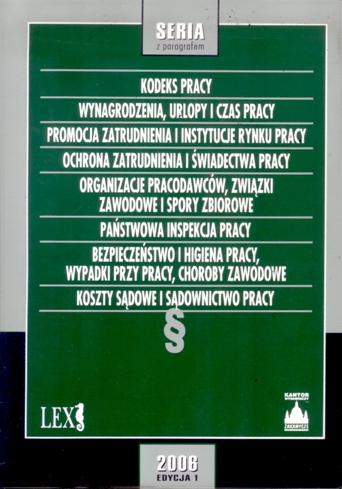 SERIA
z paragrafem
KODEKS PRACY
WYNAGRODZENIA, URLOPY I CZAS PRACY
PROMOCJA ZATRUDNIENIA I INSTYTUCJE RYNKU PRACY
OCHRONA ZATRUDNIENIA I ŚWIADECTWA PRACY
ORGANIZACJE PRACODAWCÓW, ZWIĄZKI
ZAWODOWE I SPORY ZBIOROWE
PAŃSTWOWA INSPEKCJA PRACY
BEZPIECZEŃSTWO I HIGIENA PRACY,
WYPADKI PRZY PRACY, CHOROBY ZAWODOWE
KOSZTY SĄDOWE I SĄDOWNICTWO PRACY
§
LEX
KANTOR
WYDAWNICZY
ZAKAMYCZE
2006
EDYCJA 1